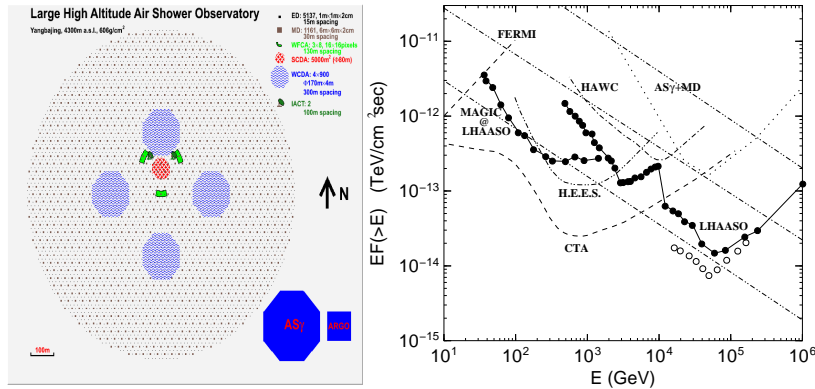 Large High Altitude Air Shower Observatory
Yangbajing, 4300m a.s.l., 606g/cm²
ED: 5137, 1m×1m×2cm
15m spacing
MD: 1161, 6m×6m×2cm
30m spacing
WFCA: 3×8, 16×16pixels
130m spacing
SCDA: 5000m² (Φ80m)
WCDA: 4×900
Φ170m×4m
300m spacing
IACT: 2
100m spacing
N
ASγ
ARGO
100m
EF(>E) (TeV/cm² sec)
10⁻¹¹
10⁻¹²
10⁻¹³
10⁻¹⁴
10⁻¹⁵
FERMI
HAWC
ASγ+MD
MAGIC
@
LHAASO
H.E.E.S.
CTA
LHAASO
10¹ 10² 10³ 10⁴ 10⁵ 10⁶
E (GeV)